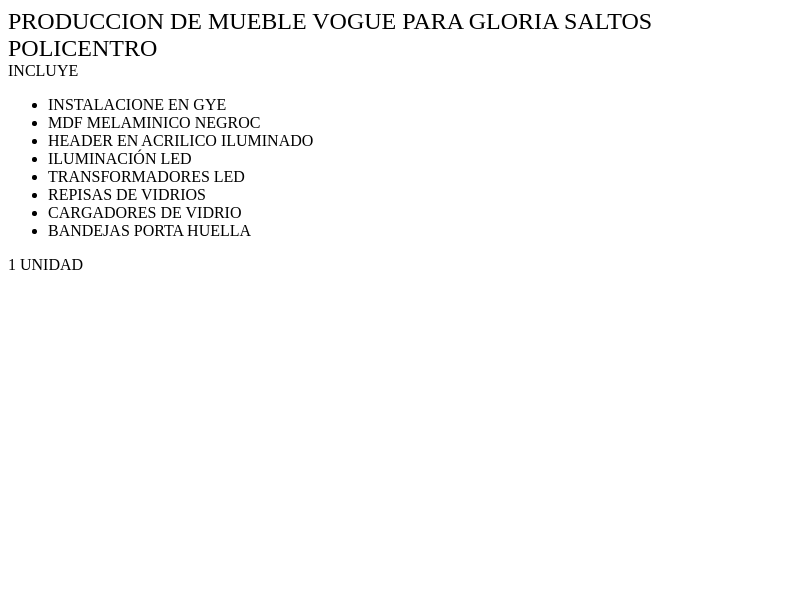 PRODUCCION DE MUEBLE VOGUE PARA GLORIA SALTOS
POLICENTRO
INCLUYE
INSTALACIONE EN GYE
MDF MELAMINICO NEGROC
HEADER EN ACRILICO ILUMINADO
ILUMINACIÓN LED
TRANSFORMADORES LED
REPISAS DE VIDRIOS
CARGADORES DE VIDRIO
BANDEJAS PORTA HUELLA
1 UNIDAD